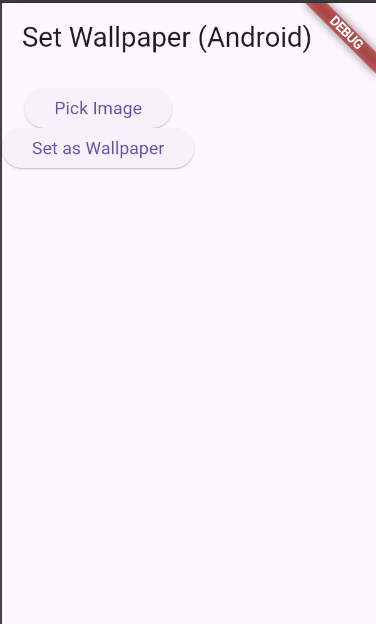 Set Wallpaper (Android)
DEBUG
Pick Image
Set as Wallpaper